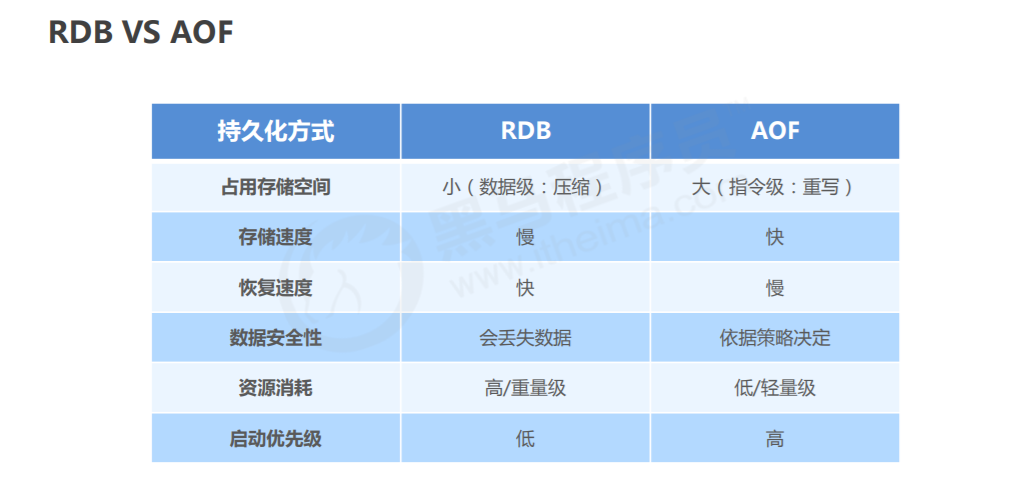 RDB VS AOF
持久化方式 RDB AOF
占用存储空间 小（数据级：压缩） 大（指令级：重写）
存储速度 慢 快
恢复速度 快 慢
数据安全性 会丢失数据 依据策略决定
资源消耗 高/重量级 低/轻量级
启动优先级 低 高
黑马程序员
www.itheima.com